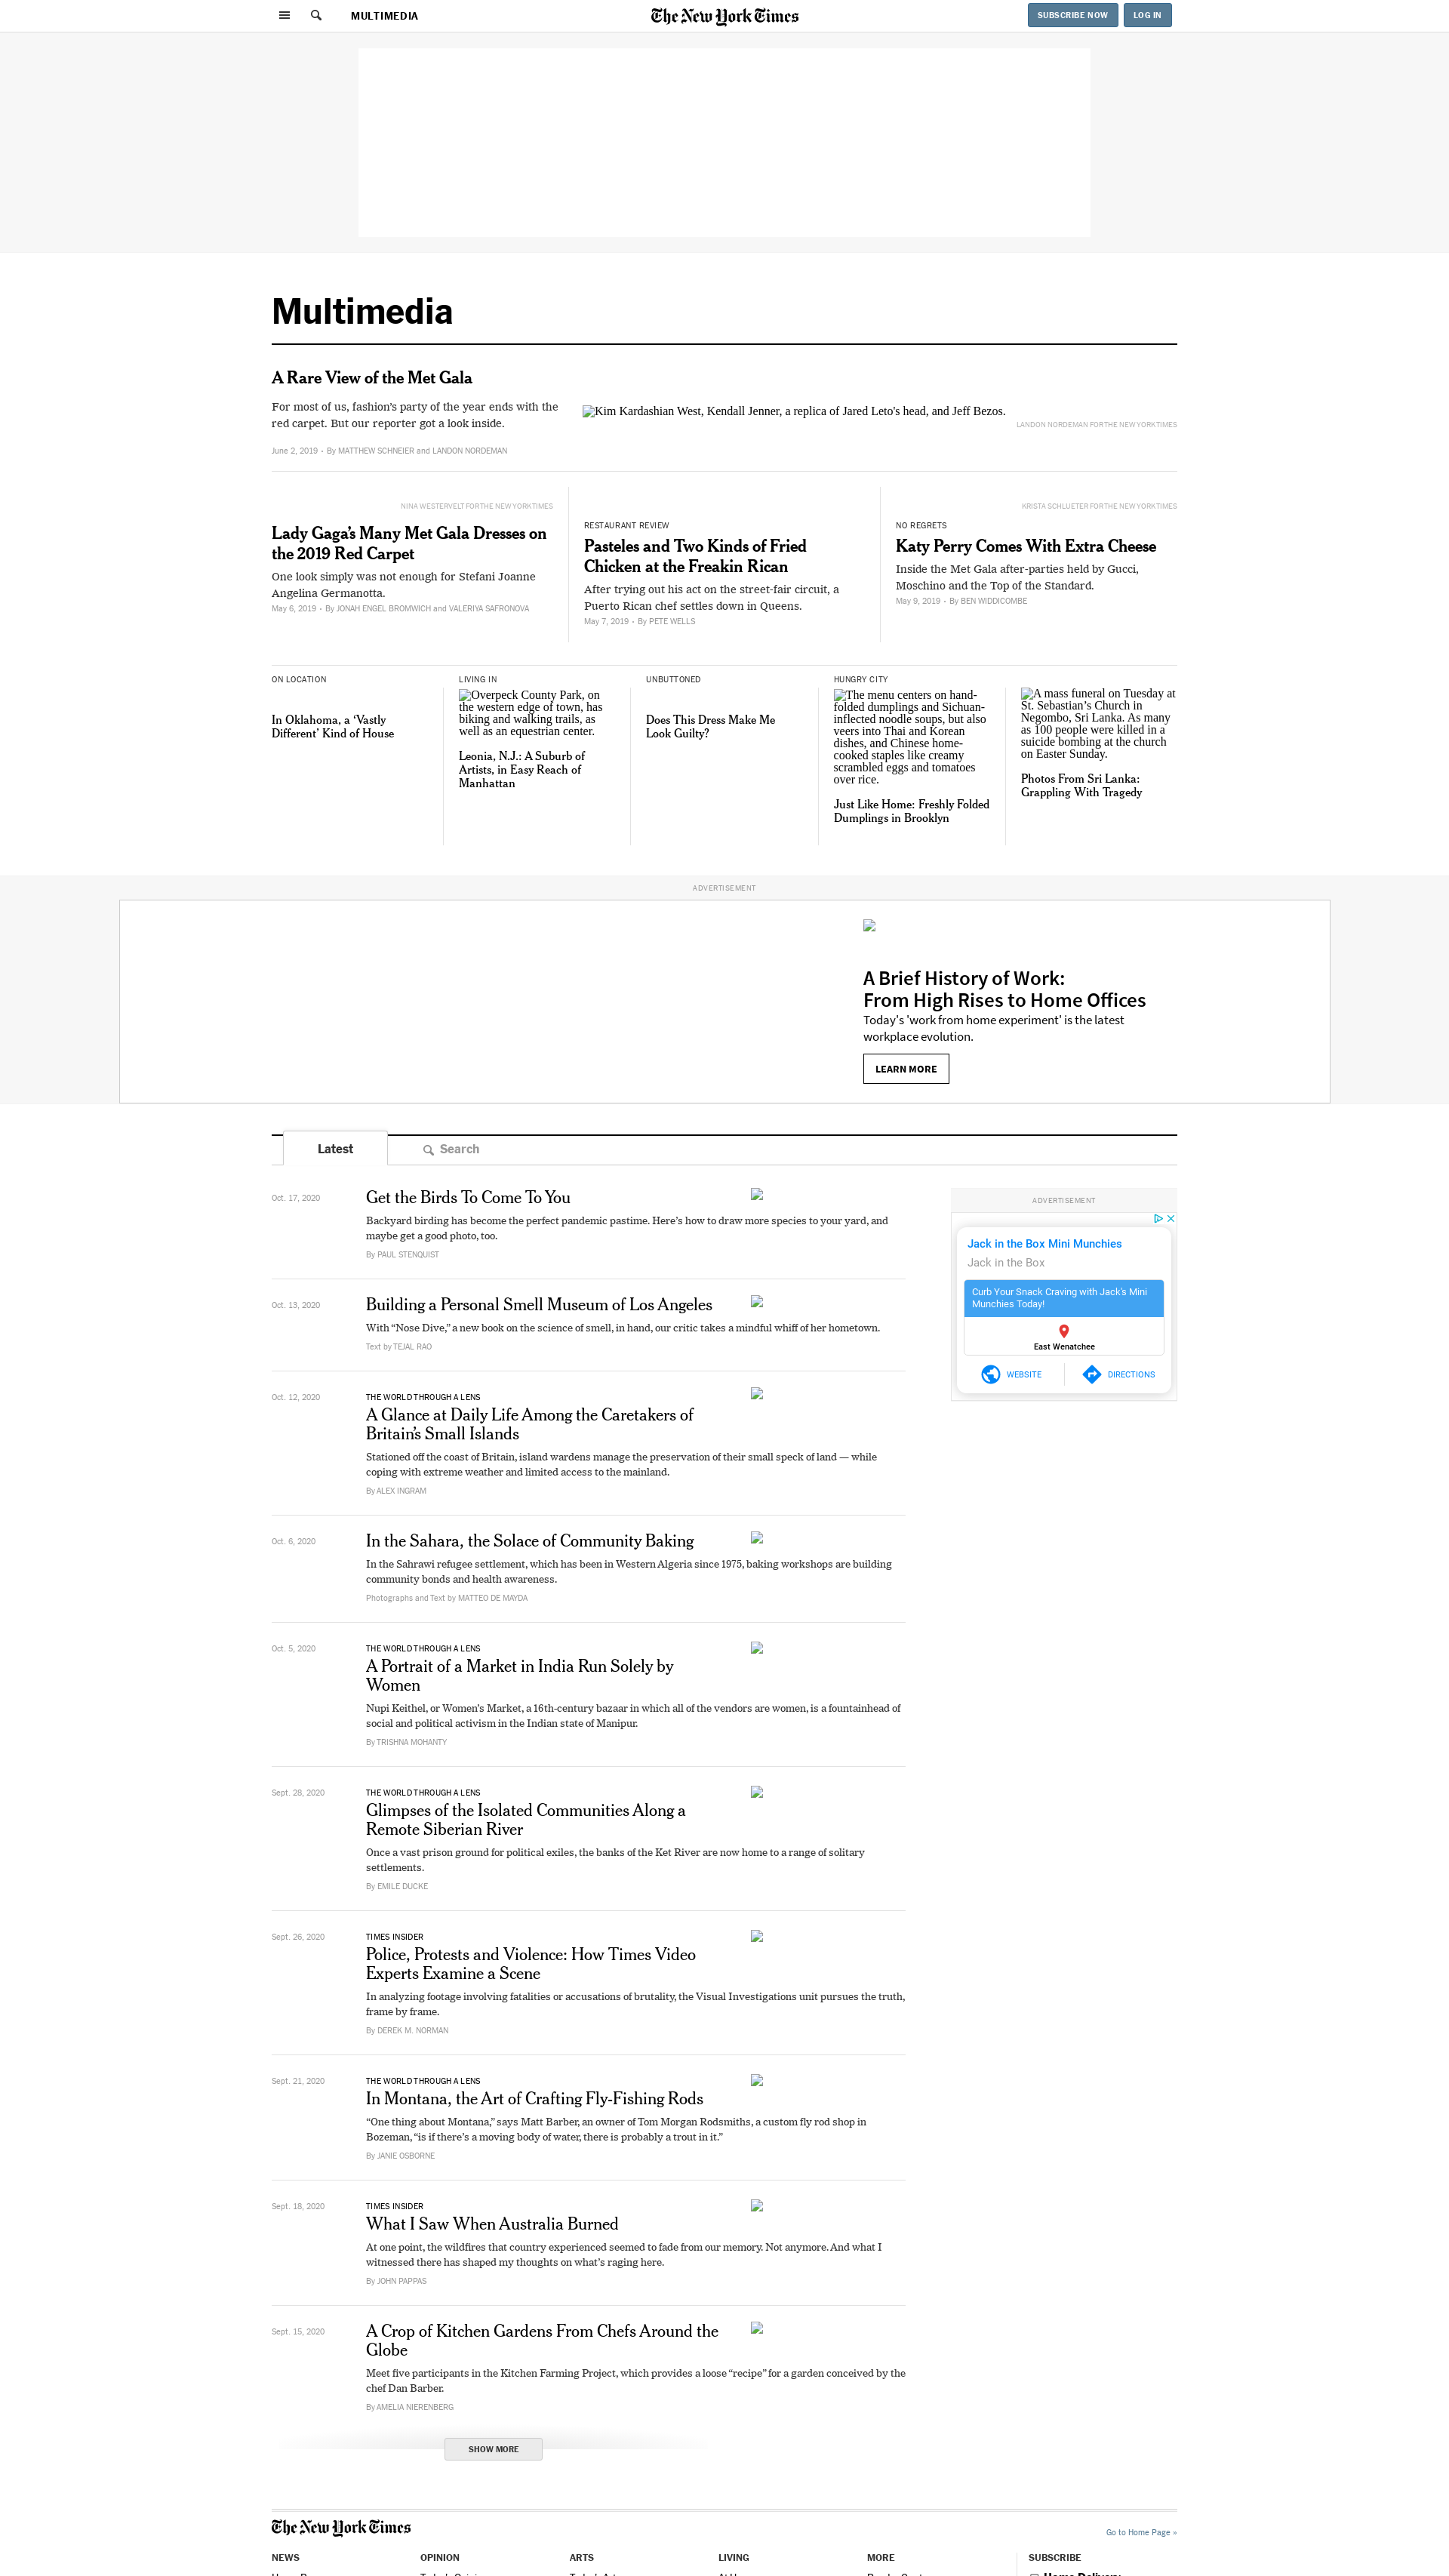 MULTIMEDIA
The New York Times
SUBSCRIBE NOW
LOG IN
Multimedia
A Rare View of the Met Gala
For most of us, fashion’s party of the year ends with the
red carpet. But our reporter got a look inside.
June 2, 2019 • By MATTHEW SCHNEIER and LANDON NORDEMAN
Kim Kardashian West, Kendall Jenner, a replica of Jared Leto's head, and Jeff Bezos.
LANDON NORDEMAN FOR THE NEW YORK TIMES
NINA WESTERVELT FOR THE NEW YORK TIMES
Lady Gaga’s Many Met Gala Dresses on
the 2019 Red Carpet
One look simply was not enough for Stefani Joanne
Angelina Germanotta.
May 6, 2019 • By JONAH ENGEL BROMWICH and VALERIYA SAFRONOVA
RESTAURANT REVIEW
Pasteles and Two Kinds of Fried
Chicken at the Freakin Rican
After trying out his act on the street-fair circuit, a
Puerto Rican chef settles down in Queens.
May 7, 2019 • By PETE WELLS
KRISTA SCHLUETER FOR THE NEW YORK TIMES
NO REGRETS
Katy Perry Comes With Extra Cheese
Inside the Met Gala after-parties held by Gucci,
Moschino and the Top of the Standard.
May 9, 2019 • By BEN WIDDICOMBE
ON LOCATION
In Oklahoma, a ‘Vastly
Different’ Kind of House
LIVING IN
Overpeck County Park, on
the western edge of town, has
biking and walking trails, as
well as an equestrian center.
Leonia, N.J.: A Suburb of
Artists, in Easy Reach of
Manhattan
UNBUTTONED
Does This Dress Make Me
Look Guilty?
HUNGRY CITY
The menu centers on hand-
folded dumplings and Sichuan-
inflected noodle soups, but also
veers into Thai and Korean
dishes, and Chinese home-
cooked staples like creamy
scrambled eggs and tomatoes
over rice.
Just Like Home: Freshly Folded
Dumplings in Brooklyn
A mass funeral on Tuesday at
St. Sebastian’s Church in
Negombo, Sri Lanka. As many
as 100 people were killed in a
suicide bombing at the church
on Easter Sunday.
Photos From Sri Lanka:
Grappling With Tragedy
ADVERTISEMENT
A Brief History of Work:
From High Rises to Home Offices
Today's 'work from home experiment' is the latest
workplace evolution.
LEARN MORE
Latest
Search
Oct. 17, 2020
Get the Birds To Come To You
Backyard birding has become the perfect pandemic pastime. Here’s how to draw more species to your yard, and
maybe get a good photo, too.
By PAUL STENQUIST
Oct. 13, 2020
Building a Personal Smell Museum of Los Angeles
With “Nose Dive,” a new book on the science of smell, in hand, our critic takes a mindful whiff of her hometown.
Text by TEJAL RAO
Oct. 12, 2020
THE WORLD THROUGH A LENS
A Glance at Daily Life Among the Caretakers of
Britain’s Small Islands
Stationed off the coast of Britain, island wardens manage the preservation of their small speck of land — while
coping with extreme weather and limited access to the mainland.
By ALEX INGRAM
Oct. 6, 2020
In the Sahara, the Solace of Community Baking
In the Sahrawi refugee settlement, which has been in Western Algeria since 1975, baking workshops are building
community bonds and health awareness.
Photographs and Text by MATTEO DE MAYDA
Oct. 5, 2020
THE WORLD THROUGH A LENS
A Portrait of a Market in India Run Solely by
Women
Nupi Keithel, or Women’s Market, a 16th-century bazaar in which all of the vendors are women, is a fountainhead of
social and political activism in the Indian state of Manipur.
By TRISHNA MOHANTY
Sept. 28, 2020
THE WORLD THROUGH A LENS
Glimpses of the Isolated Communities Along a
Remote Siberian River
Once a vast prison ground for political exiles, the banks of the Ket River are now home to a range of solitary
settlements.
By EMILE DUCKE
Sept. 26, 2020
TIMES INSIDER
Police, Protests and Violence: How Times Video
Experts Examine a Scene
In analyzing footage involving fatalities or accusations of brutality, the Visual Investigations unit pursues the truth,
frame by frame.
By DEREK M. NORMAN
Sept. 21, 2020
THE WORLD THROUGH A LENS
In Montana, the Art of Crafting Fly-Fishing Rods
“One thing about Montana,” says Matt Barber, an owner of Tom Morgan Rodsmiths, a custom fly rod shop in
Bozeman, “is if there’s a moving body of water, there is probably a trout in it.”
By JANIE OSBORNE
Sept. 18, 2020
TIMES INSIDER
What I Saw When Australia Burned
At one point, the wildfires that country experienced seemed to fade from our memory. Not anymore. And what I
witnessed there has shaped my thoughts on what’s raging here.
By JOHN PAPPAS
Sept. 15, 2020
A Crop of Kitchen Gardens From Chefs Around the
Globe
Meet five participants in the Kitchen Farming Project, which provides a loose “recipe” for a garden conceived by the
chef Dan Barber.
By AMELIA NIERENBERG
SHOW MORE
ADVERTISEMENT
Jack in the Box Mini Munchies
Jack in the Box
Curb Your Snack Craving with Jack's Mini
Munchies Today!
East Wenatchee
WEBSITE
DIRECTIONS
The New York Times
Go to Home Page »
NEWS
OPINION
ARTS
LIVING
MORE
SUBSCRIBE